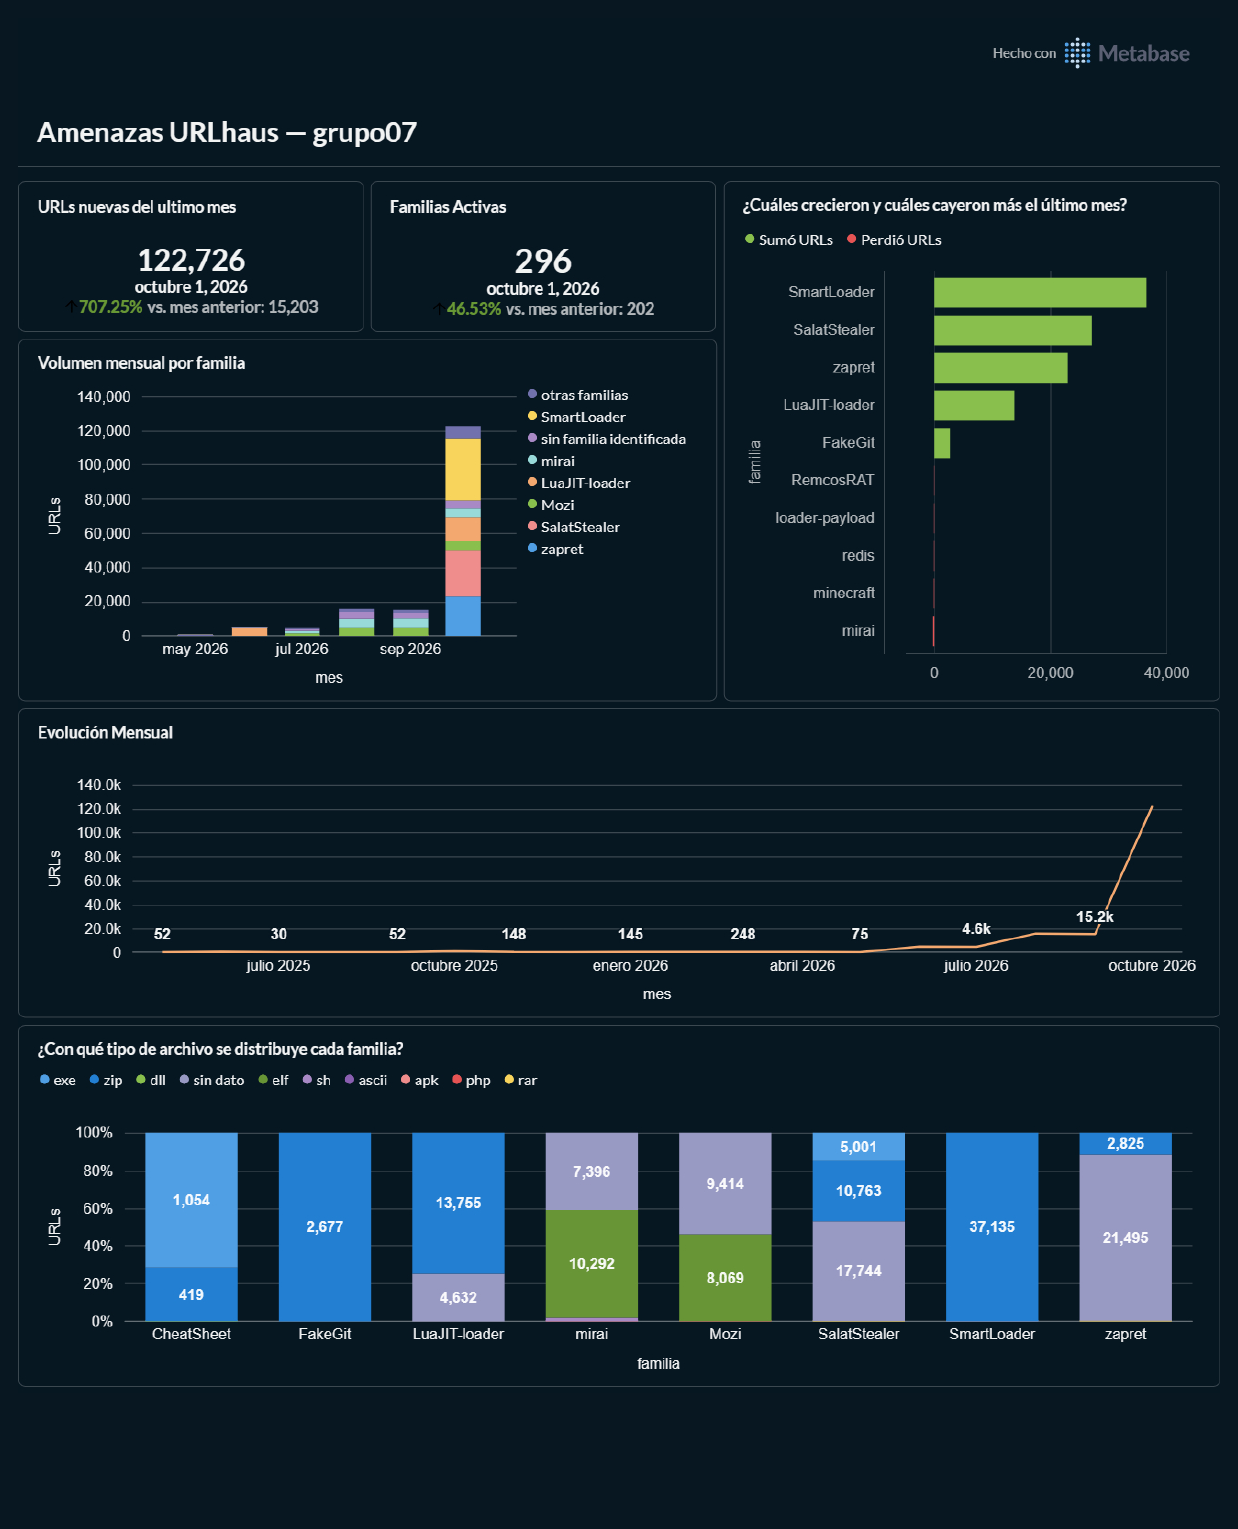 Hecho con Metabase
Amenazas URLhaus — grupo07
URLs nuevas del ultimo mes
122,726
octubre 1, 2026
↑707.25% vs. mes anterior: 15,203
Familias Activas
296
octubre 1, 2026
↑46.53% vs. mes anterior: 202
¿Cuáles crecieron y cuáles cayeron más el último mes?
Sumó URLs Perdió URLs
familia
SmartLoader
SalatStealer
zapret
LuaJIT-loader
FakeGit
RemcosRAT
loader-payload
redis
minecraft
mirai
0 20,000 40,000
Volumen mensual por familia
URLs
140,000
120,000
100,000
80,000
60,000
40,000
20,000
0
may 2026 jul 2026 sep 2026
mes
otras familias
SmartLoader
sin familia identificada
mirai
LuaJIT-loader
Mozi
SalatStealer
zapret
Evolución Mensual
URLs
140.0k
120.0k
100.0k
80.0k
60.0k
40.0k
20.0k
0
52 30 52 148 145 248 75 4.6k 15.2k
julio 2025 octubre 2025 enero 2026 abril 2026 julio 2026 octubre 2026
mes
¿Con qué tipo de archivo se distribuye cada familia?
exe zip dll sin dato elf sh ascii apk php rar
URLs
100%
80%
60%
40%
20%
0%
1,054
419
2,677
13,755
4,632
7,396
10,292
9,414
8,069
5,001
10,763
17,744
37,135
2,825
21,495
CheatSheet FakeGit LuaJIT-loader mirai Mozi SalatStealer SmartLoader zapret
familia